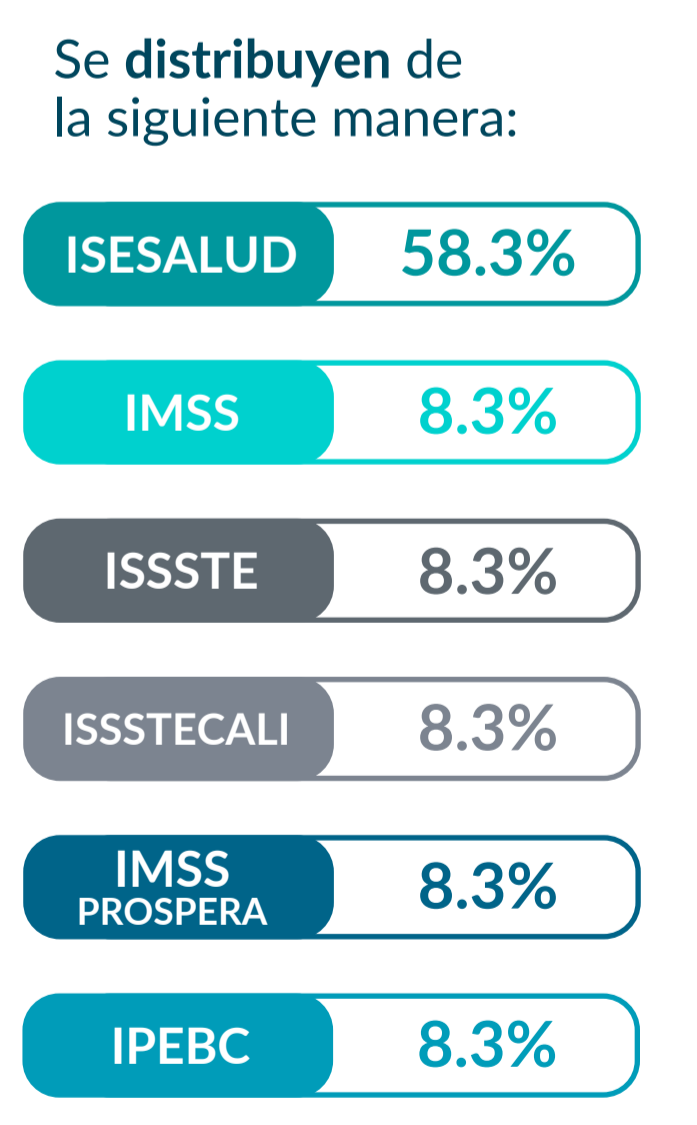 Se distribuyen de
la siguiente manera:
ISESALUD 58.3%
IMSS 8.3%
ISSSTE 8.3%
ISSSTECALI 8.3%
IMSS
PROSPERA 8.3%
IPEBC 8.3%